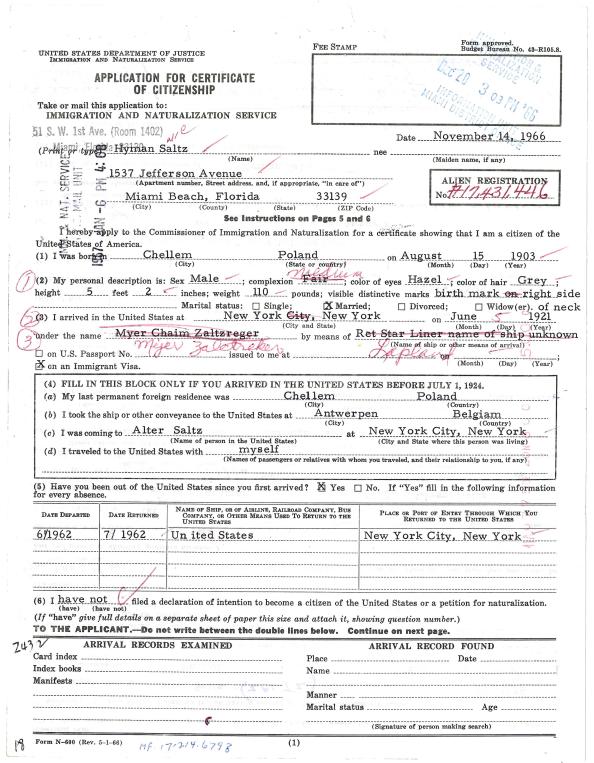 UNITED STATES DEPARTMENT OF JUSTICE
IMMIGRATION AND NATURALIZATION SERVICE
FEE STAMP
Form approved.
Budget Bureau No. 43-R105.8.
APPLICATION FOR CERTIFICATE
OF CITIZENSHIP
DEC 20 3 03 PM '66
Take or mail this application to:
IMMIGRATION AND NATURALIZATION SERVICE
51 S.W. 1st Ave. (Room 1402)
Date November 14, 1966
(Print or type) Hyman Saltz nee
(Name) (Maiden name, if any)
1537 Jefferson Avenue
(Apartment number, Street address, and, if appropriate, "in care of")
ALIEN REGISTRATION
No. #17,431,446
Miami Beach, Florida 33139
(City) (County) (State) (ZIP Code)
See Instructions on Pages 5 and 6
I hereby apply to the Commissioner of Immigration and Naturalization for a certificate showing that I am a citizen of the
United States of America.
(1) I was born in Chellem Poland on August 15 1903
(City) (State or country) (Month) (Day) (Year)
medium
(2) My personal description is: Sex Male; complexion Fair; color of eyes Hazel; color of hair Grey;
height 5 feet 2 inches; weight 110 pounds; visible distinctive marks birth mark on right side
Marital status: Single; Married; Divorced; Widow(er). of neck
(3) I arrived in the United States at New York City, New York on June 5 1921
(City and State) (Month) (Day) (Year)
under the name Myer Chaim Zaltzreger by means of Ret Star Liner name of ship unknown
(Name of ship or other means of arrival)
Lapland
on U.S. Passport No. issued to me at on
(Month) (Day) (Year)
on an Immigrant Visa.
(4) FILL IN THIS BLOCK ONLY IF YOU ARRIVED IN THE UNITED STATES BEFORE JULY 1, 1924.
(a) My last permanent foreign residence was Chellem Poland
(City) (Country)
(b) I took the ship or other conveyance to the United States at Antwerpen Belgiam
(City) (Country)
(c) I was coming to Alter Saltz at New York City, New York
(Name of person in the United States) (City and State where this person was living)
(d) I traveled to the United States with myself
(Names of passengers or relatives with whom you traveled, and their relationship to you, if any)
(5) Have you been out of the United States since you first arrived? Yes No. If "Yes" fill in the following information
for every absence.
DATE DEPARTED DATE RETURNED NAME OF SHIP, OR OF AIRLINE, RAILROAD COMPANY, BUS COMPANY, OR OTHER MEANS USED TO RETURN TO THE UNITED STATES PLACE OR PORT OF ENTRY THROUGH WHICH YOU RETURNED TO THE UNITED STATES
6/1962 7/ 1962 Un ited States New York City, New York
(6) I have not filed a declaration of intention to become a citizen of the United States or a petition for naturalization.
(have) (have not)
(If "have" give full details on a separate sheet of paper this size and attach it, showing question number.)
TO THE APPLICANT.—Do not write between the double lines below. Continue on next page.
2432
ARRIVAL RECORDS EXAMINED ARRIVAL RECORD FOUND
Card index Place Date
Index books Name
Manifests
Manner
Marital status Age
(Signature of person making search)
18
Form N-600 (Rev. 5-1-66) MF. 17-214-6798 (1)